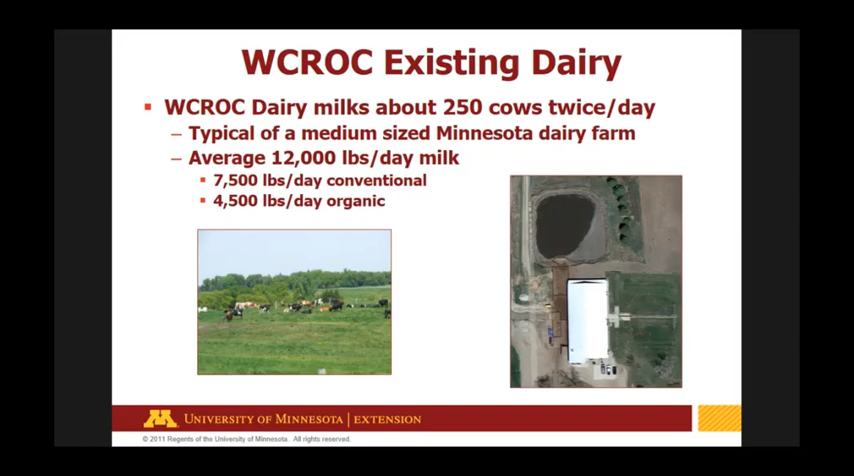 WCROC Existing Dairy
▪ WCROC Dairy milks about 250 cows twice/day
– Typical of a medium sized Minnesota dairy farm
– Average 12,000 lbs/day milk
▪ 7,500 lbs/day conventional
▪ 4,500 lbs/day organic
M UNIVERSITY OF MINNESOTA | EXTENSION
© 2011 Regents of the University of Minnesota. All rights reserved.